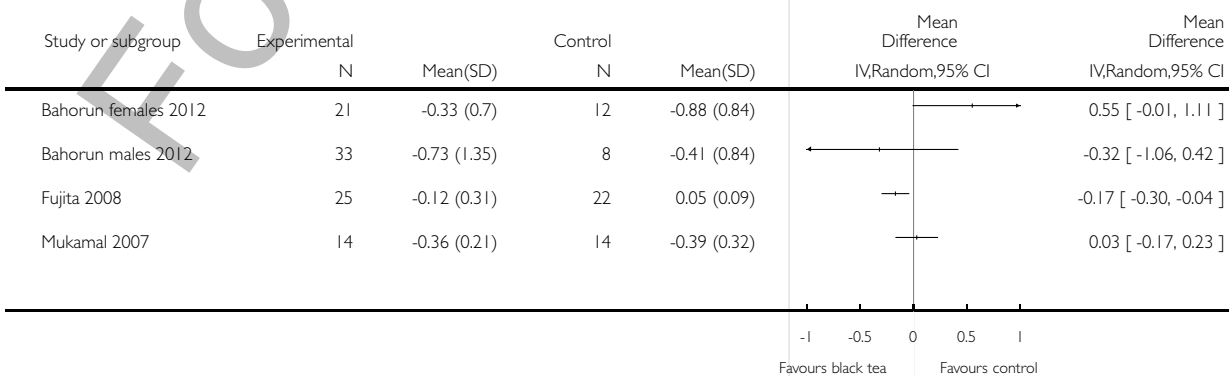 Study or subgroup Experimental Control Mean Difference Mean Difference
N Mean(SD) N Mean(SD) IV,Random,95% CI IV,Random,95% CI
Bahorun females 2012 21 -0.33 (0.7) 12 -0.88 (0.84) 0.55 [ -0.01, 1.11 ]
Bahorun males 2012 33 -0.73 (1.35) 8 -0.41 (0.84) -0.32 [ -1.06, 0.42 ]
Fujita 2008 25 -0.12 (0.31) 22 0.05 (0.09) -0.17 [ -0.30, -0.04 ]
Mukamal 2007 14 -0.36 (0.21) 14 -0.39 (0.32) 0.03 [ -0.17, 0.23 ]
-1 -0.5 0 0.5 1
Favours black tea Favours control
Fo